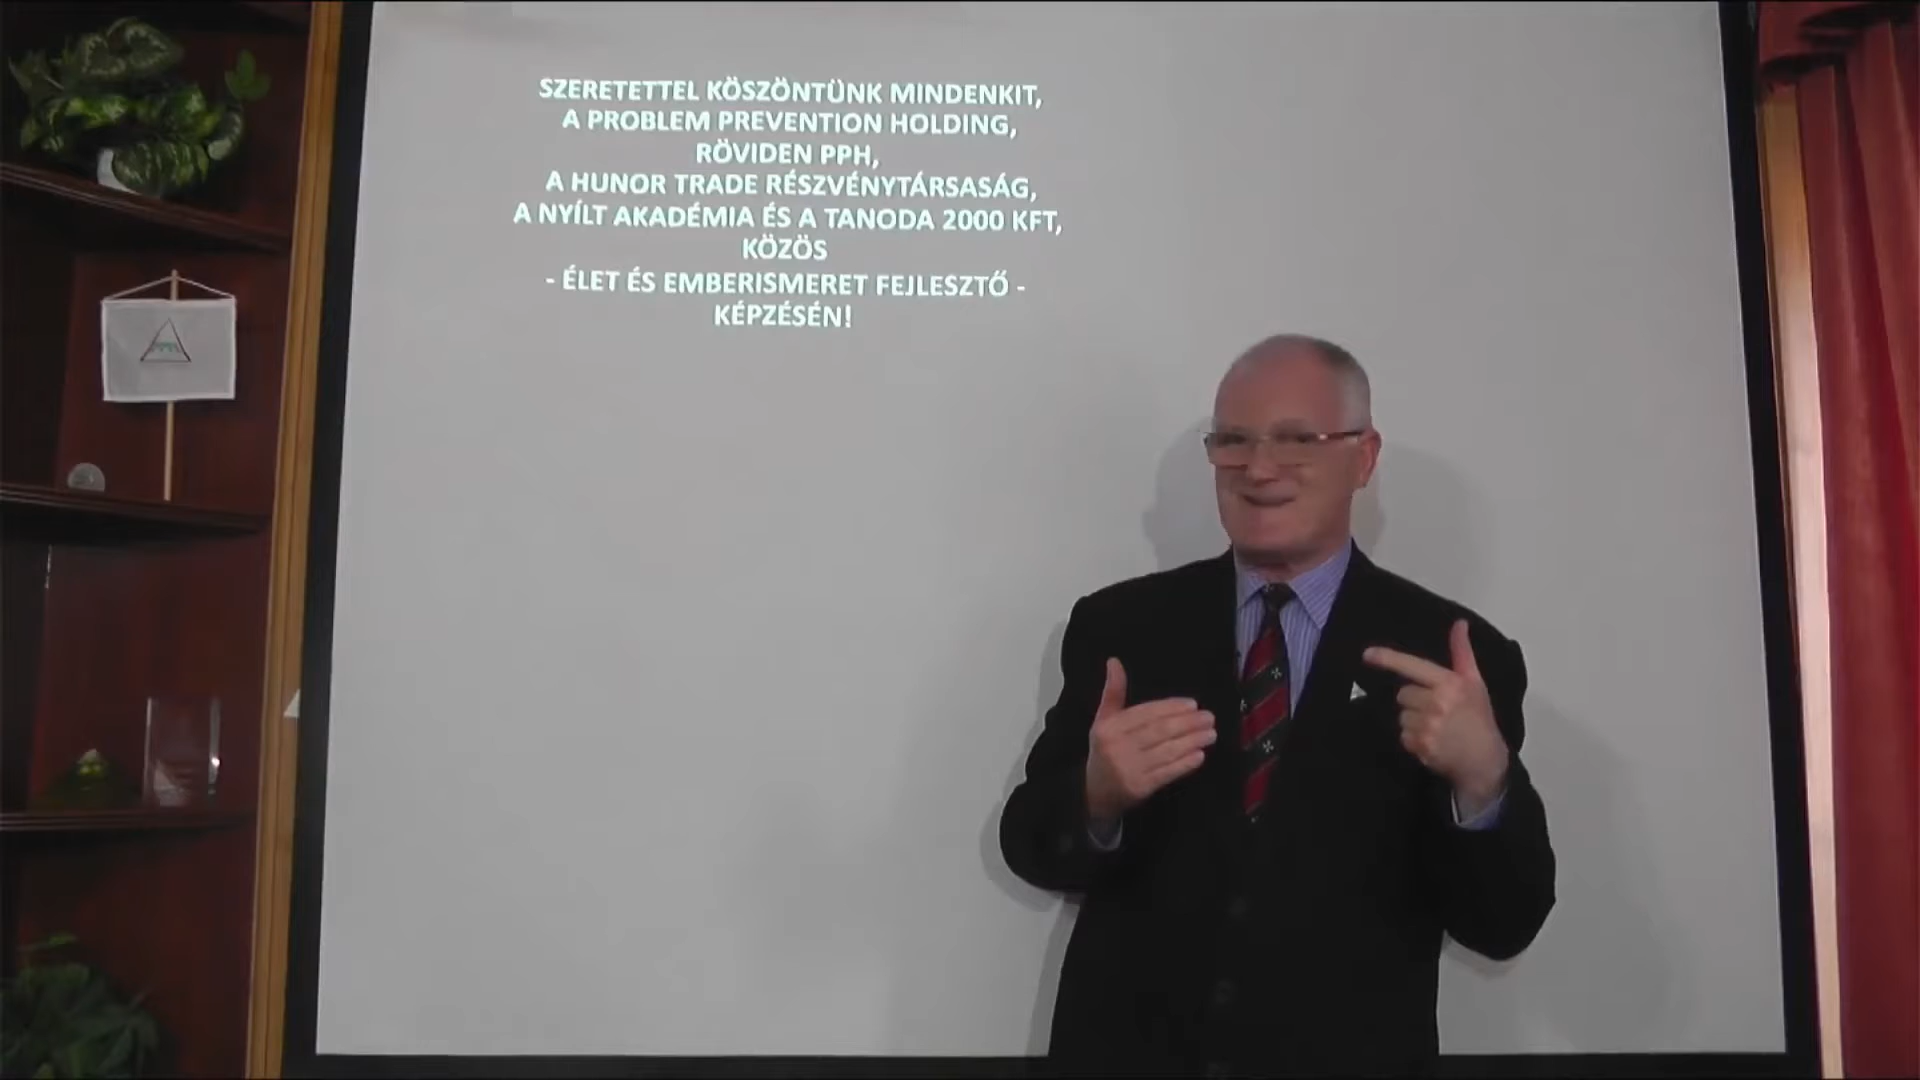 SZERETETTEL KÖSZÖNTÜNK MINDENKIT,
A PROBLEM PREVENTION HOLDING,
RÖVIDEN PPH,
A HUNOR TRADE RÉSZVÉNYTÁRSASÁG,
A NYÍLT AKADÉMIA ÉS A TANODA 2000 KFT,
KÖZÖS
- ÉLET ÉS EMBERISMERET FEJLESZTŐ -
KÉPZÉSÉN!